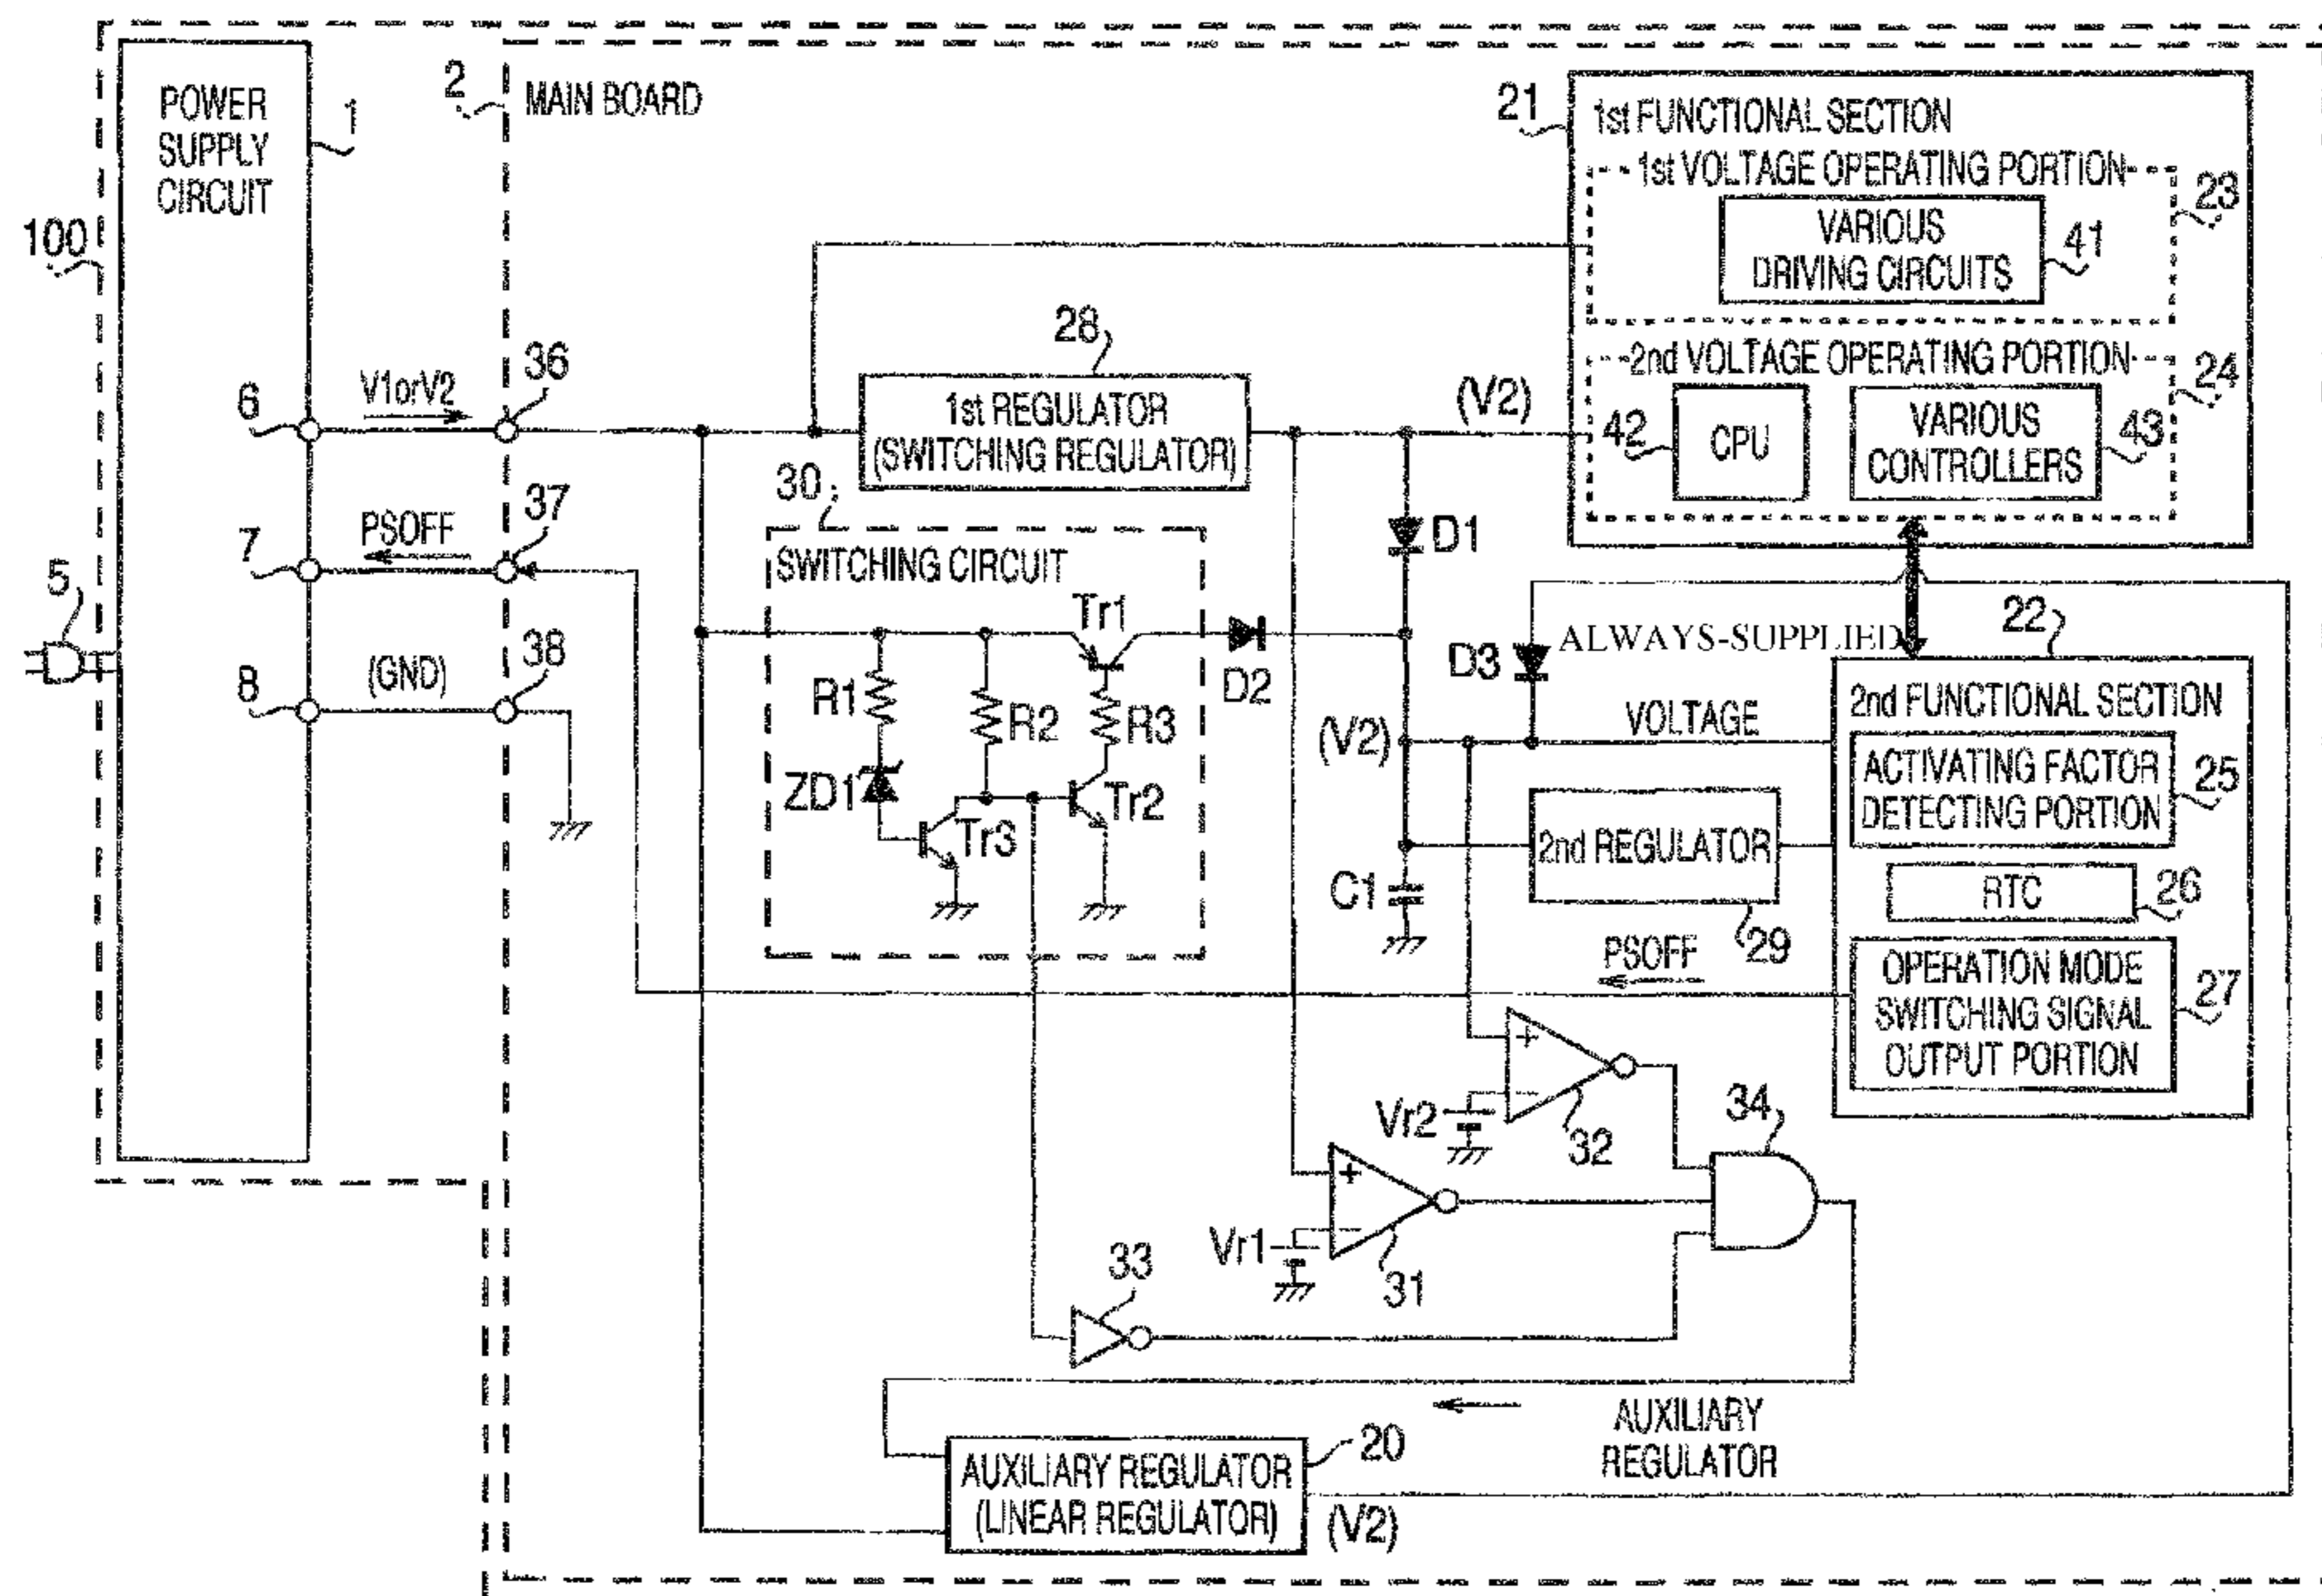 POWER
SUPPLY
CIRCUIT
1
2
MAIN BOARD
100
5
6
7
8
V1orV2
PSOFF
(GND)
36
37
38
21
1st FUNCTIONAL SECTION
1st VOLTAGE OPERATING PORTION
23
VARIOUS
DRIVING CIRCUITS
41
2nd VOLTAGE OPERATING PORTION
24
42
CPU
VARIOUS
CONTROLLERS
43
28
1st REGULATOR
(SWITCHING REGULATOR)
(V2)
30
SWITCHING CIRCUIT
Tr1
R1
R2
R3
ZD1
Tr3
Tr2
D1
D2
D3
ALWAYS-SUPPLIED
VOLTAGE
(V2)
22
2nd FUNCTIONAL SECTION
ACTIVATING FACTOR
DETECTING PORTION
25
RTC
26
OPERATION MODE
SWITCHING SIGNAL
OUTPUT PORTION
27
2nd REGULATOR
29
C1
PSOFF
+
Vr2
32
34
+
Vr1
31
33
AUXILIARY
REGULATOR
AUXILIARY REGULATOR
(LINEAR REGULATOR)
20
(V2)